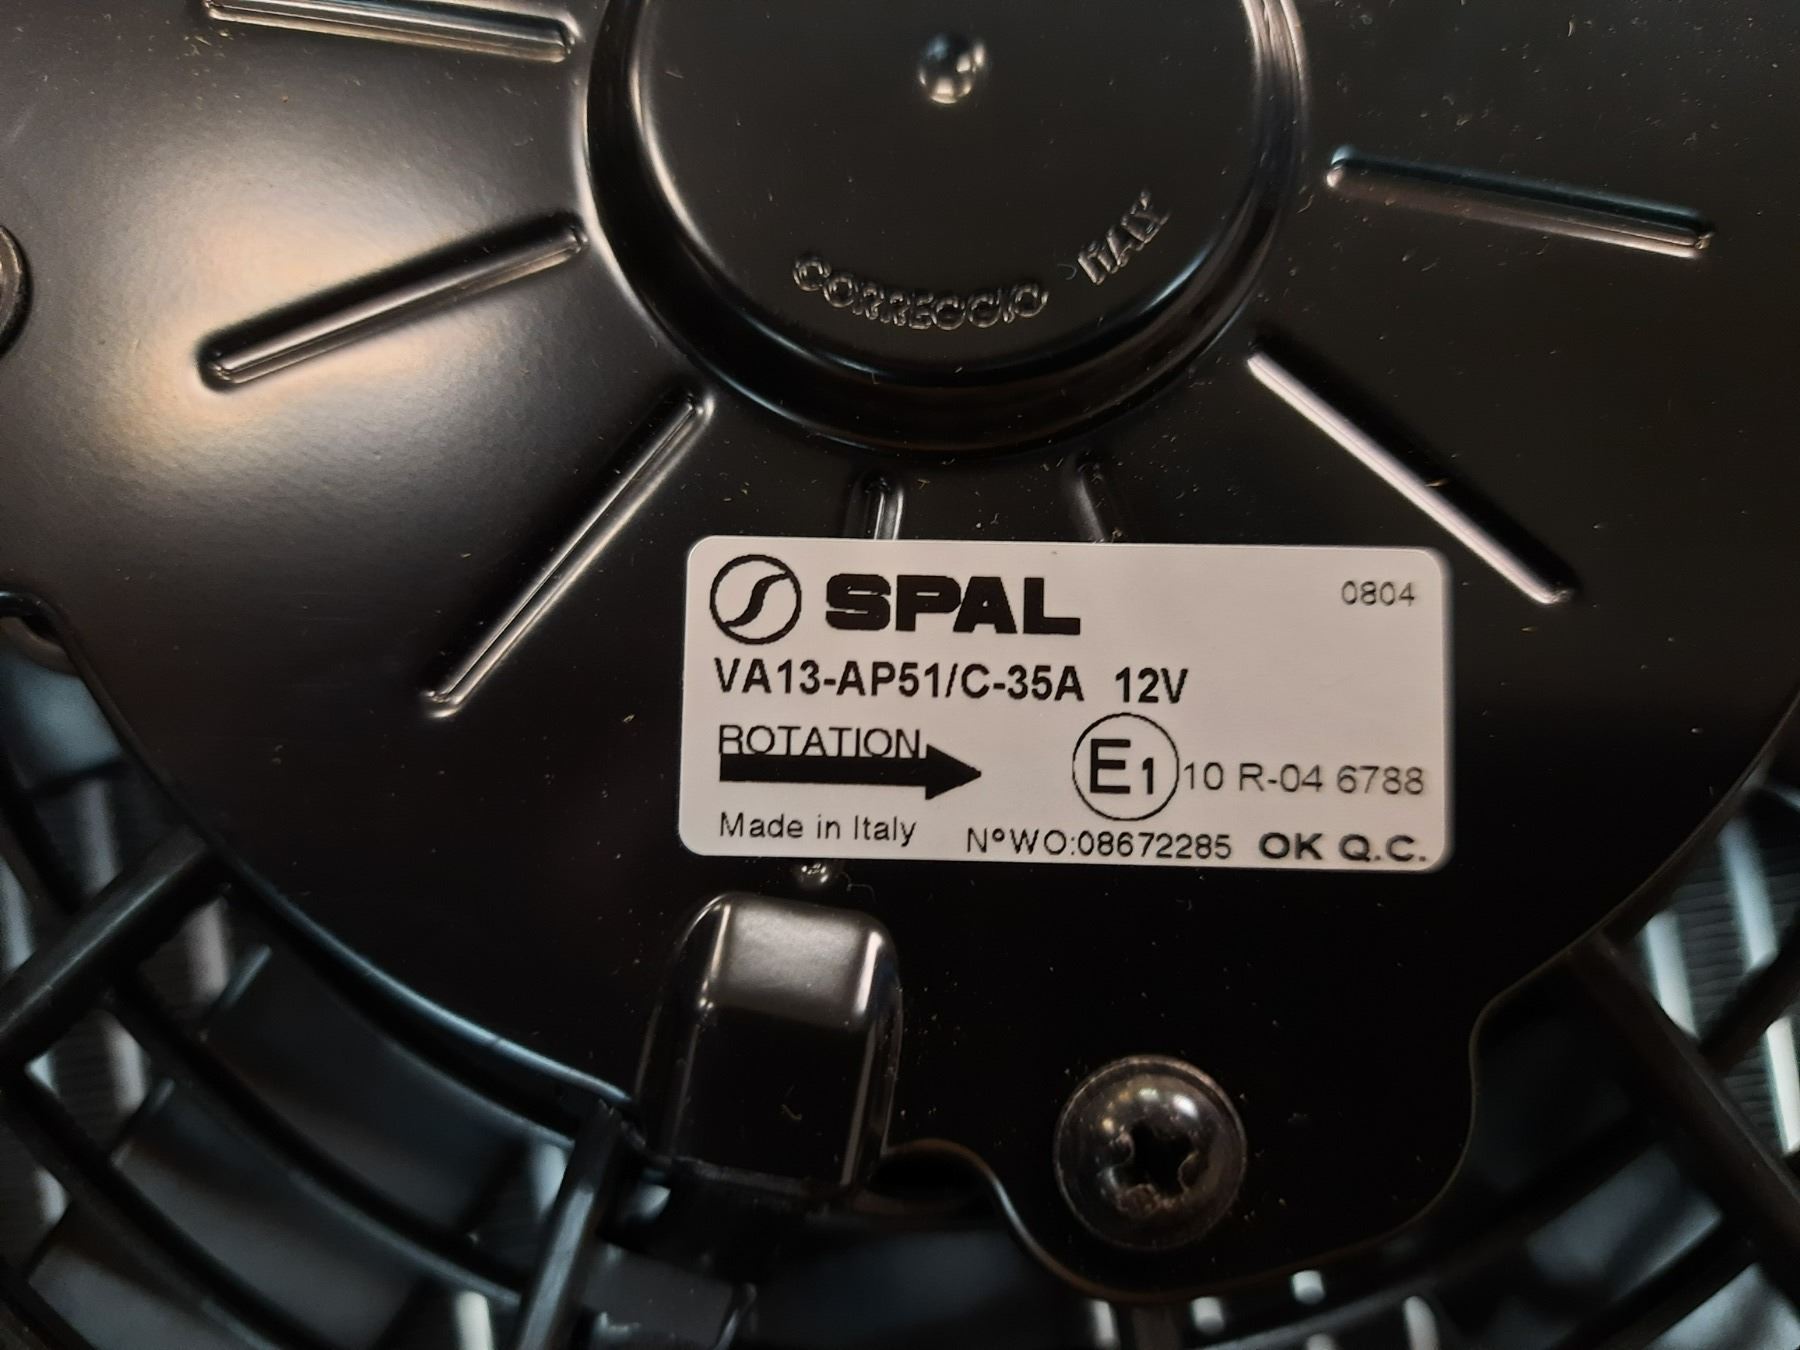 CORREGGIO ITALY
SPAL 0804
VA13-AP51/C-35A 12V
ROTATION
E1 10 R-04 6788
Made in Italy N°WO:08672285 OK Q.C.